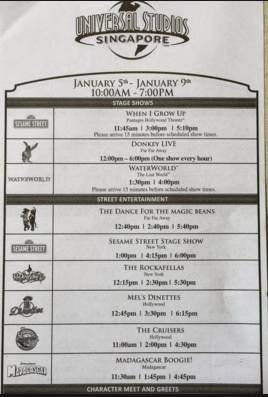 UNIVERSAL STUDIOS
SINGAPORE
JANUARY 5th- JANUARY 9th
10:00AM - 7:00PM
STAGE SHOWS
SESAME STREET
WHEN I GROW UP
Pantages Hollywood Theater
11:45am | 3:00pm | 5:10pm
Please arrive 15 minutes before scheduled show times.
DONKEY LIVE
Far Far Away
12:00pm – 6:00pm (One show every hour)
WATERWORLD
WATERWORLD™
The Lost World
1:30pm | 4:00pm
Please arrive 15 minutes before scheduled show times.
STREET ENTERTAINMENT
THE DANCE FOR THE MAGIC BEANS
Far Far Away
12:40pm | 2:40pm | 5:40pm
SESAME STREET
SESAME STREET STAGE SHOW
New York
1:00pm | 4:15pm | 6:00pm
THE ROCKAFELLAS
New York
12:15pm | 2:30pm | 5:30pm
MEL'S DINETTES
Hollywood
12:45pm | 3:30pm | 6:15pm
THE CRUISERS
Hollywood
11:00am | 2:00pm | 4:30pm
MADAGASCAR
MADAGASCAR BOOGIE!
Madagascar
11:30am | 1:45pm | 4:45pm
CHARACTER MEET AND GREETS